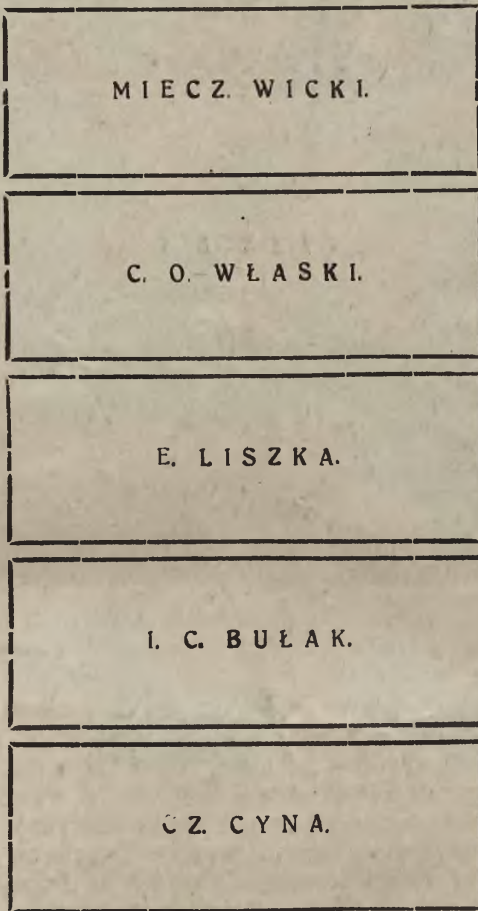 MIECZ. WICKI.
C. O. WŁASKI.
E. LISZKA.
I. C. BUŁAK.
CZ. CYNA.